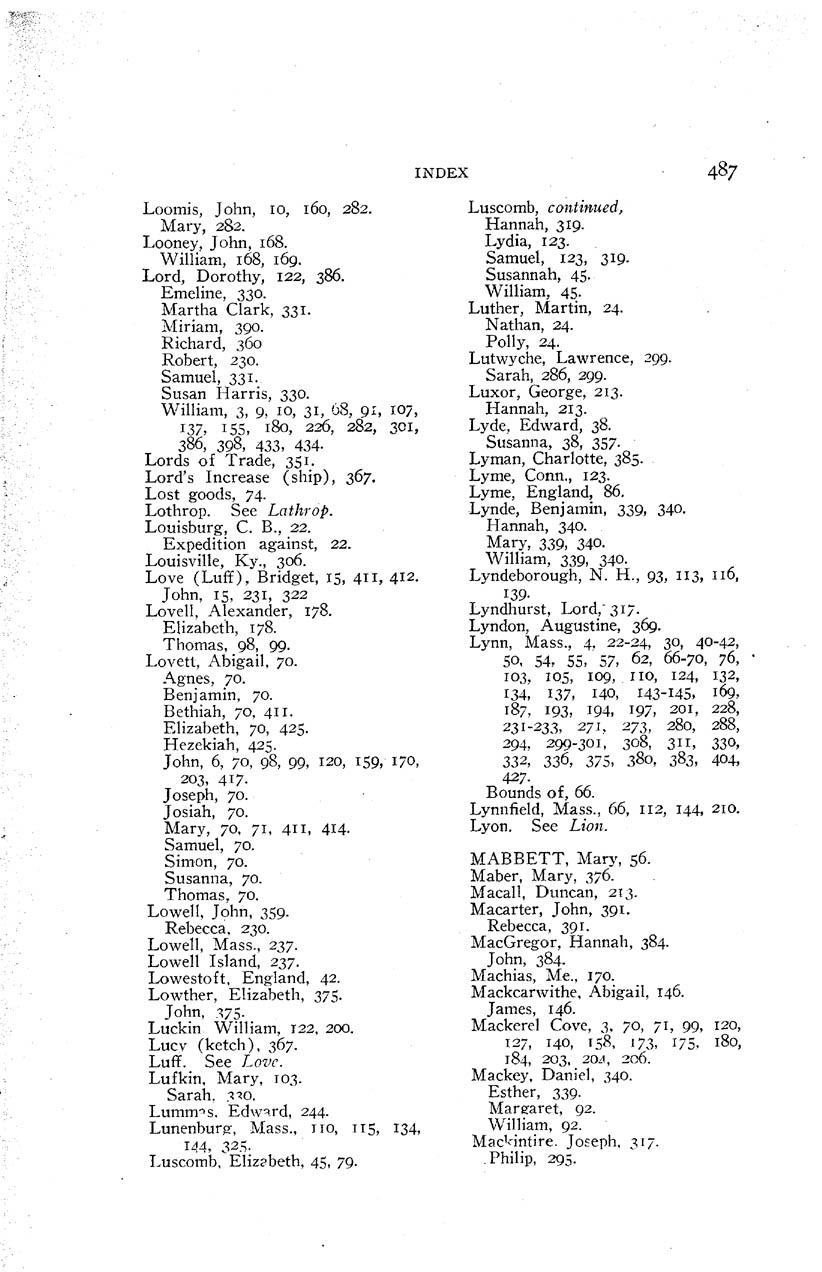 INDEX 487
Loomis, John, 10, 160, 282.
Mary, 282.
Looney, John, 168.
William, 168, 169.
Lord, Dorothy, 122, 386.
Emeline, 330.
Martha Clark, 331.
Miriam, 390.
Richard, 360
Robert, 230.
Samuel, 331.
Susan Harris, 330.
William, 3, 9, 10, 31, 68, 91, 107,
137, 155, 180, 226, 282, 301,
386, 398, 433, 434.
Lords of Trade, 351.
Lord's Increase (ship), 367.
Lost goods, 74.
Lothrop. See Lathrop.
Louisburg, C. B., 22.
Expedition against, 22.
Louisville, Ky., 306.
Love (Luff), Bridget, 15, 411, 412.
John, 15, 231, 322
Lovell, Alexander, 178.
Elizabeth, 178.
Thomas, 98, 99.
Lovett, Abigail, 70.
Agnes, 70.
Benjamin, 70.
Bethiah, 70, 411.
Elizabeth, 70, 425.
Hezekiah, 425.
John, 6, 70, 98, 99, 120, 159, 170,
203, 417.
Joseph, 70.
Josiah, 70.
Mary, 70, 71, 411, 414.
Samuel, 70.
Simon, 70.
Susanna, 70.
Thomas, 70.
Lowell, John, 359.
Rebecca, 230.
Lowell, Mass., 237.
Lowell Island, 237.
Lowestoft, England, 42.
Lowther, Elizabeth, 375.
John, 375.
Luckin William, 122, 200.
Lucy (ketch), 367.
Luff. See Love.
Lufkin, Mary, 103.
Sarah, 330.
Lummas, Edward, 244.
Lunenburg, Mass., 110, 115, 134,
144, 325.
Luscomb, Elizabeth, 45, 79.
Luscomb, continued,
Hannah, 319.
Lydia, 123.
Samuel, 123, 319.
Susannah, 45.
William, 45.
Luther, Martin, 24.
Nathan, 24.
Polly, 24.
Lutwyche, Lawrence, 299.
Sarah, 286, 299.
Luxor, George, 213.
Hannah, 213.
Lyde, Edward, 38.
Susanna, 38, 357.
Lyman, Charlotte, 385.
Lyme, Conn., 123.
Lyme, England, 86.
Lynde, Benjamin, 339, 340.
Hannah, 340.
Mary, 339, 340.
William, 339, 340.
Lyndeborough, N. H., 93, 113, 116,
139.
Lyndhurst, Lord, 317.
Lyndon, Augustine, 369.
Lynn, Mass., 4, 22-24, 30, 40-42,
50, 54, 55, 57, 62, 66-70, 76,
103, 105, 109, 110, 124, 132,
134, 137, 140, 143-145, 169,
187, 193, 194, 197, 201, 228,
231-233, 271, 273, 280, 288,
294, 299-301, 308, 311, 330,
332, 336, 375, 380, 383, 404,
427.
Bounds of, 66.
Lynnfield, Mass., 66, 112, 144, 210.
Lyon. See Lion.
MABBETT, Mary, 56.
Maber, Mary, 376.
Macall, Duncan, 213.
Macarter, John, 391.
Rebecca, 391.
MacGregor, Hannah, 384.
John, 384.
Machias, Me., 170.
Mackcarwithe, Abigail, 146.
James, 146.
Mackerel Cove, 3, 70, 71, 99, 120,
127, 140, 158, 173, 175, 180,
184, 203, 204, 206.
Mackey, Daniel, 340.
Esther, 339.
Margaret, 92.
William, 92.
Mackintire, Joseph, 317.
Philip, 295.